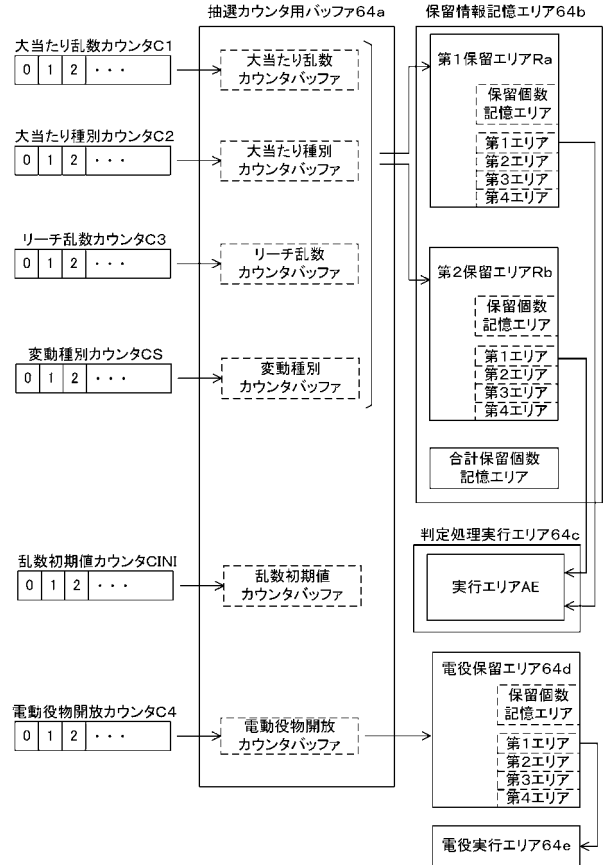 抽選カウンタ用バッファ64a
保留情報記憶エリア64b
大当たり乱数カウンタC1
0 1 2 ・・・
大当たり乱数
カウンタバッファ
第1保留エリアRa
保留個数
記憶エリア
第1エリア
第2エリア
第3エリア
第4エリア
大当たり種別カウンタC2
0 1 2 ・・・
大当たり種別
カウンタバッファ
リーチ乱数カウンタC3
0 1 2 ・・・
リーチ乱数
カウンタバッファ
第2保留エリアRb
保留個数
記憶エリア
第1エリア
第2エリア
第3エリア
第4エリア
変動種別カウンタCS
0 1 2 ・・・
変動種別
カウンタバッファ
合計保留個数
記憶エリア
判定処理実行エリア64c
実行エリアAE
乱数初期値カウンタCINI
0 1 2 ・・・
乱数初期値
カウンタバッファ
電役保留エリア64d
保留個数
記憶エリア
第1エリア
第2エリア
第3エリア
第4エリア
電動役物開放カウンタC4
0 1 2 ・・・
電動役物開放
カウンタバッファ
電役実行エリア64e